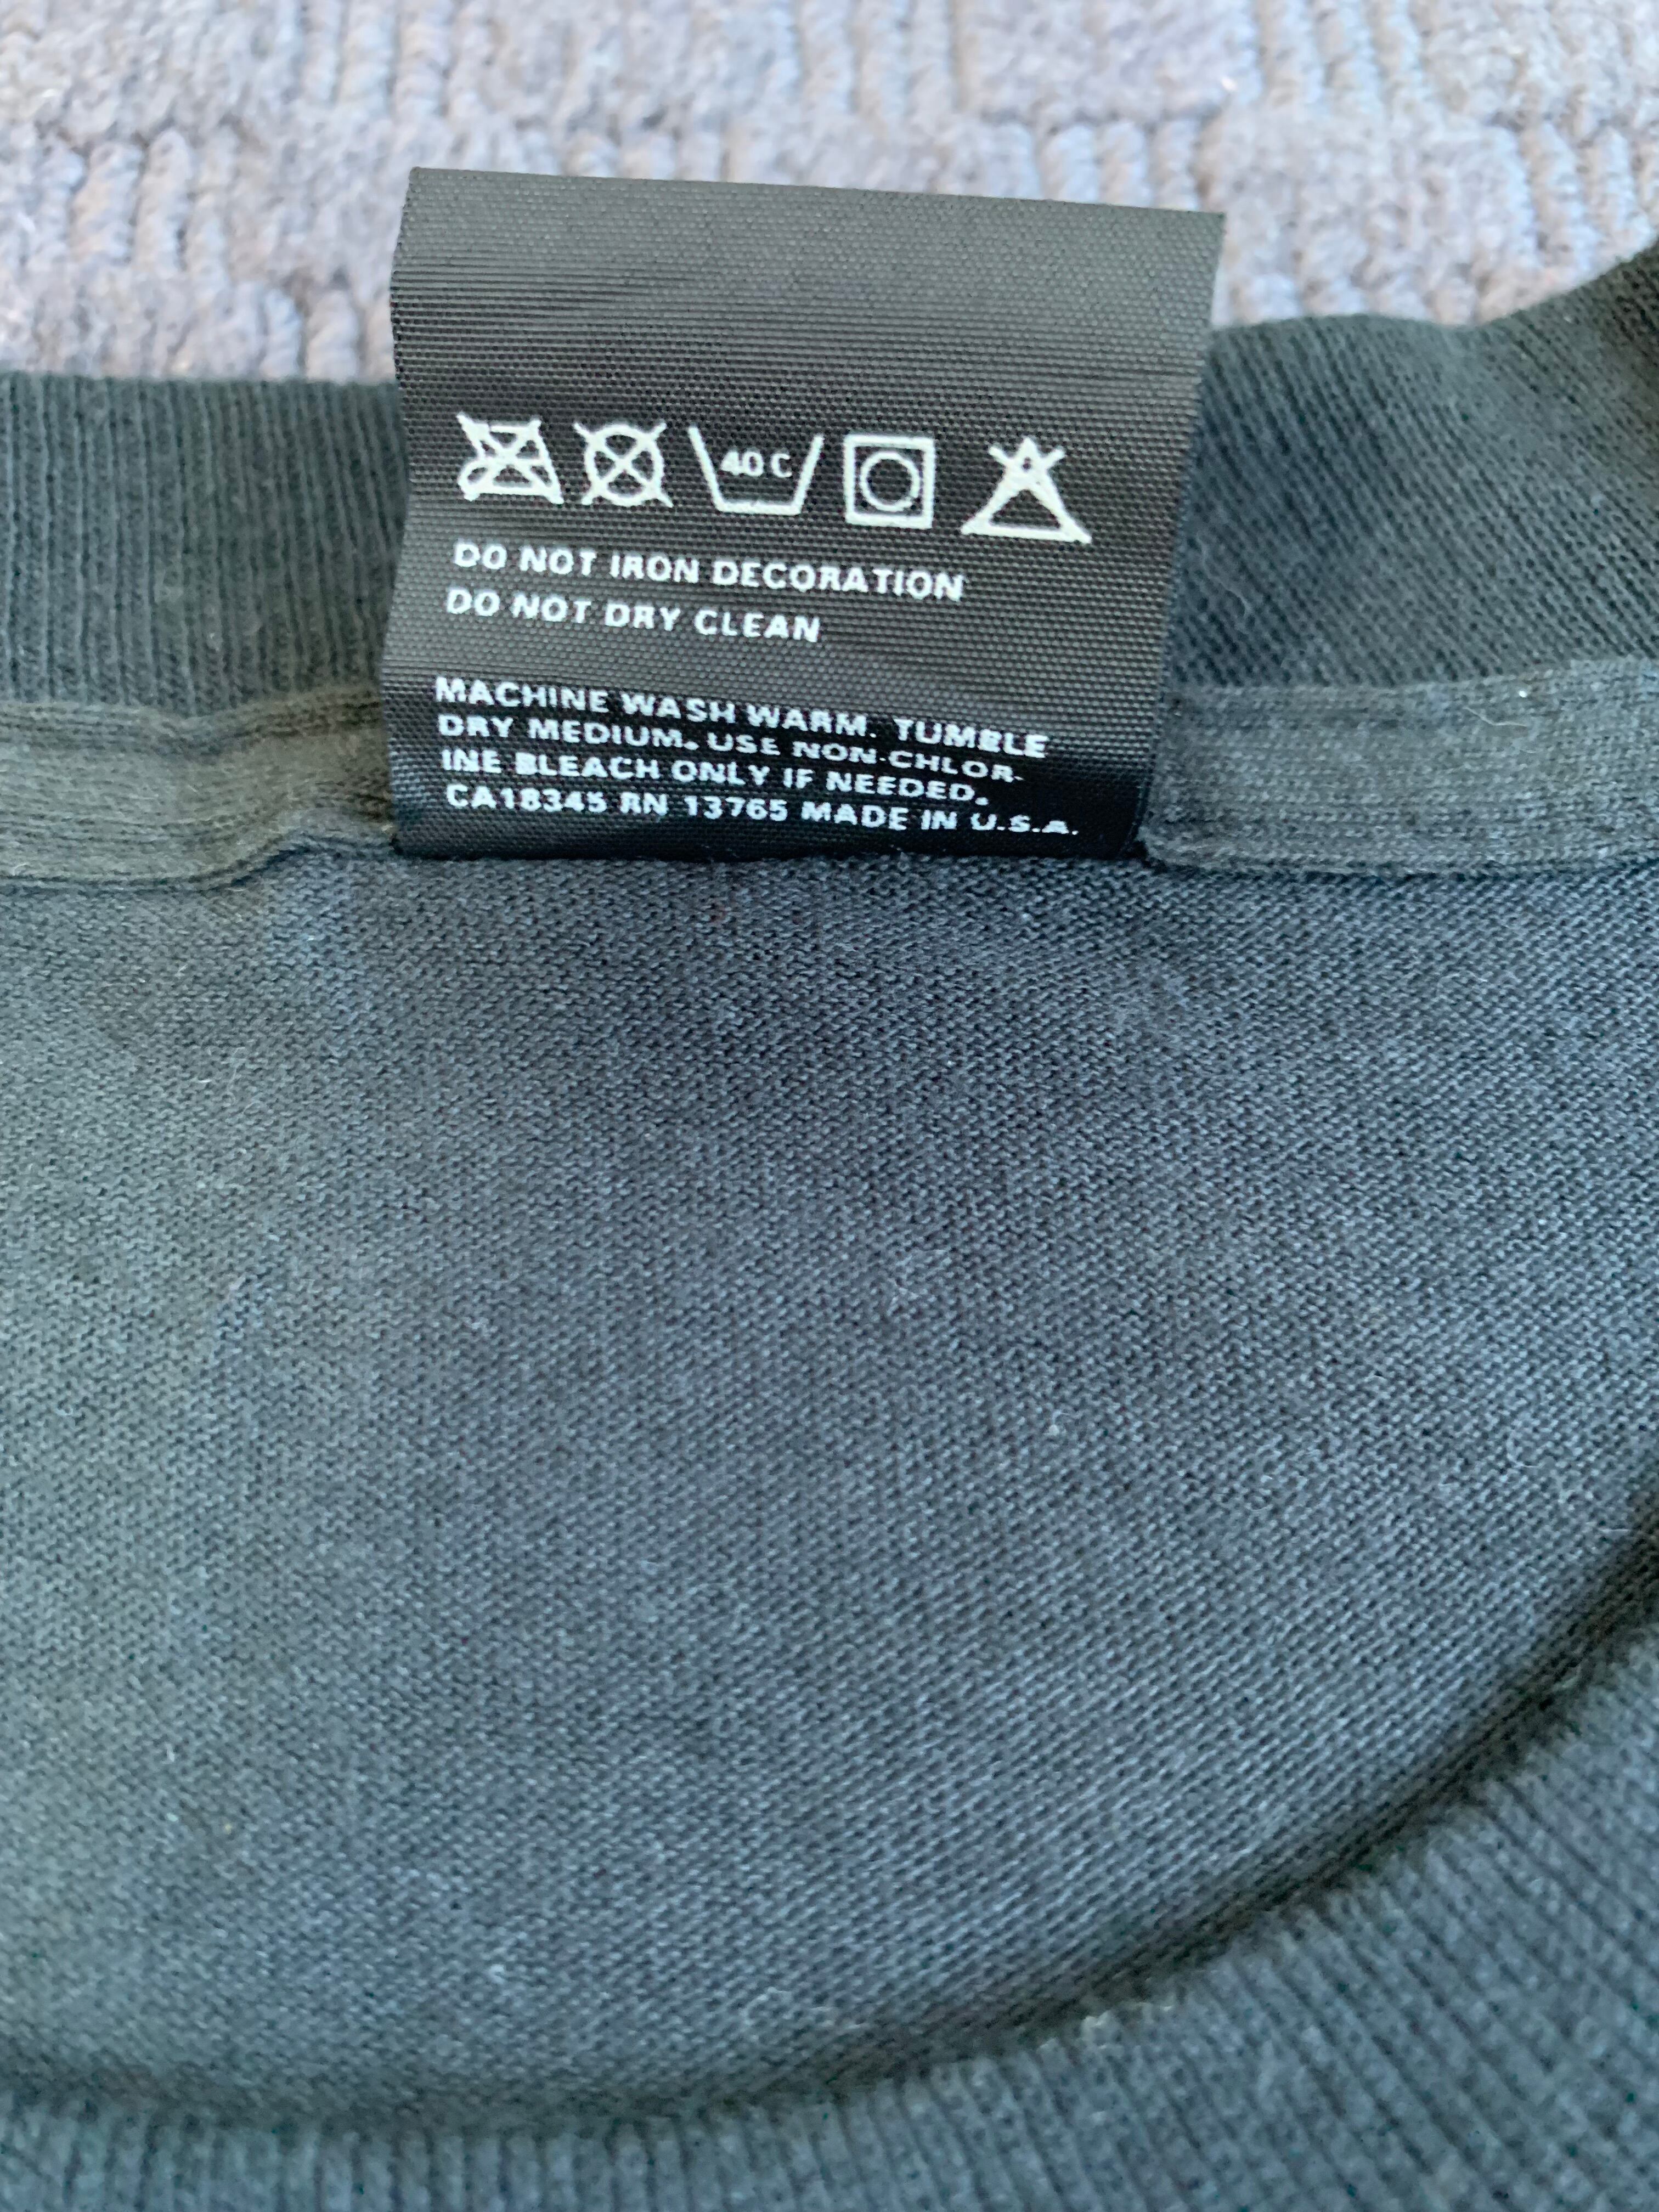 40 C
DO NOT IRON DECORATION
DO NOT DRY CLEAN
MACHINE WASH WARM. TUMBLE
DRY MEDIUM. USE NON-CHLOR-
INE BLEACH ONLY IF NEEDED.
CA18345 RN 13765 MADE IN U.S.A.